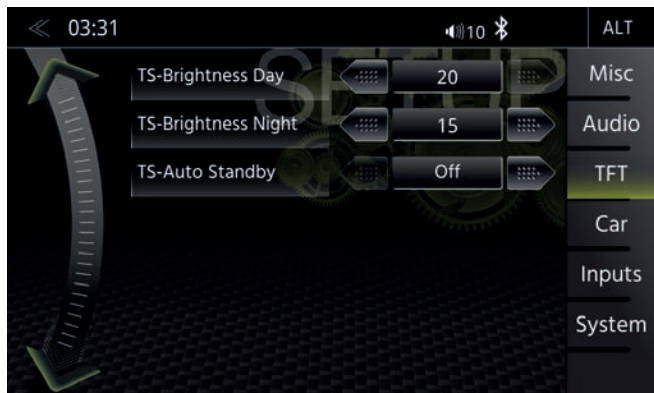 03:31
10
ALT
SETUP
TS-Brightness Day
20
Misc
TS-Brightness Night
15
Audio
TS-Auto Standby
Off
TFT
Car
Inputs
System